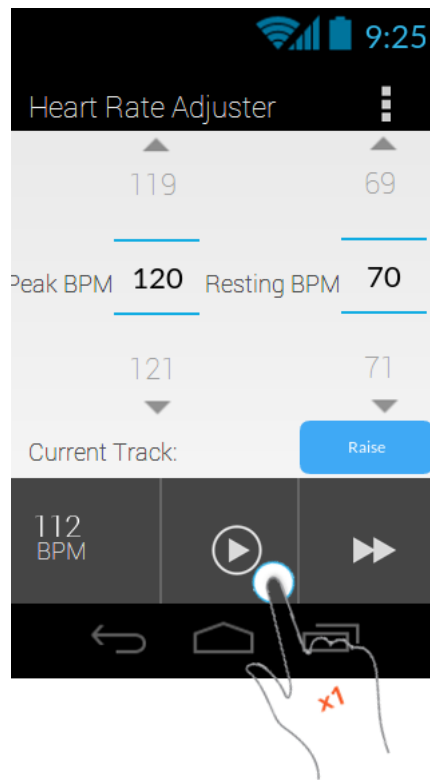 9:25
Heart Rate Adjuster
119 69
Peak BPM 120 Resting BPM 70
121 71
Current Track: Raise
112
BPM
x1